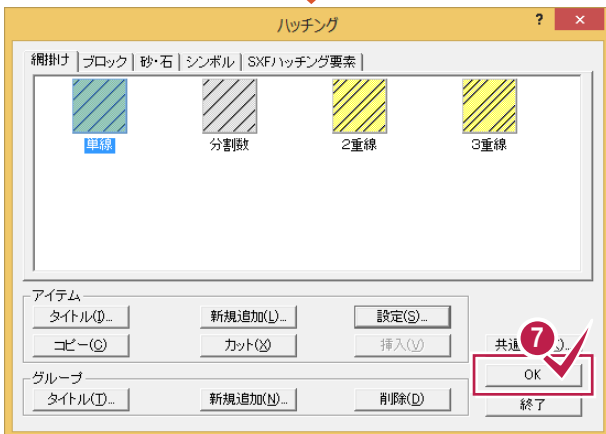 ハッチング ? ×
網掛け ブロック 砂・石 シンボル SXFハッチング要素
単線 分割数 2重線 3重線
アイテム
タイトル(I)... 新規追加(L)... 設定(S)...
コピー(C) カット(X) 挿入(V)
7
グループ
OK
タイトル(T)... 新規追加(N)... 削除(D)
終了